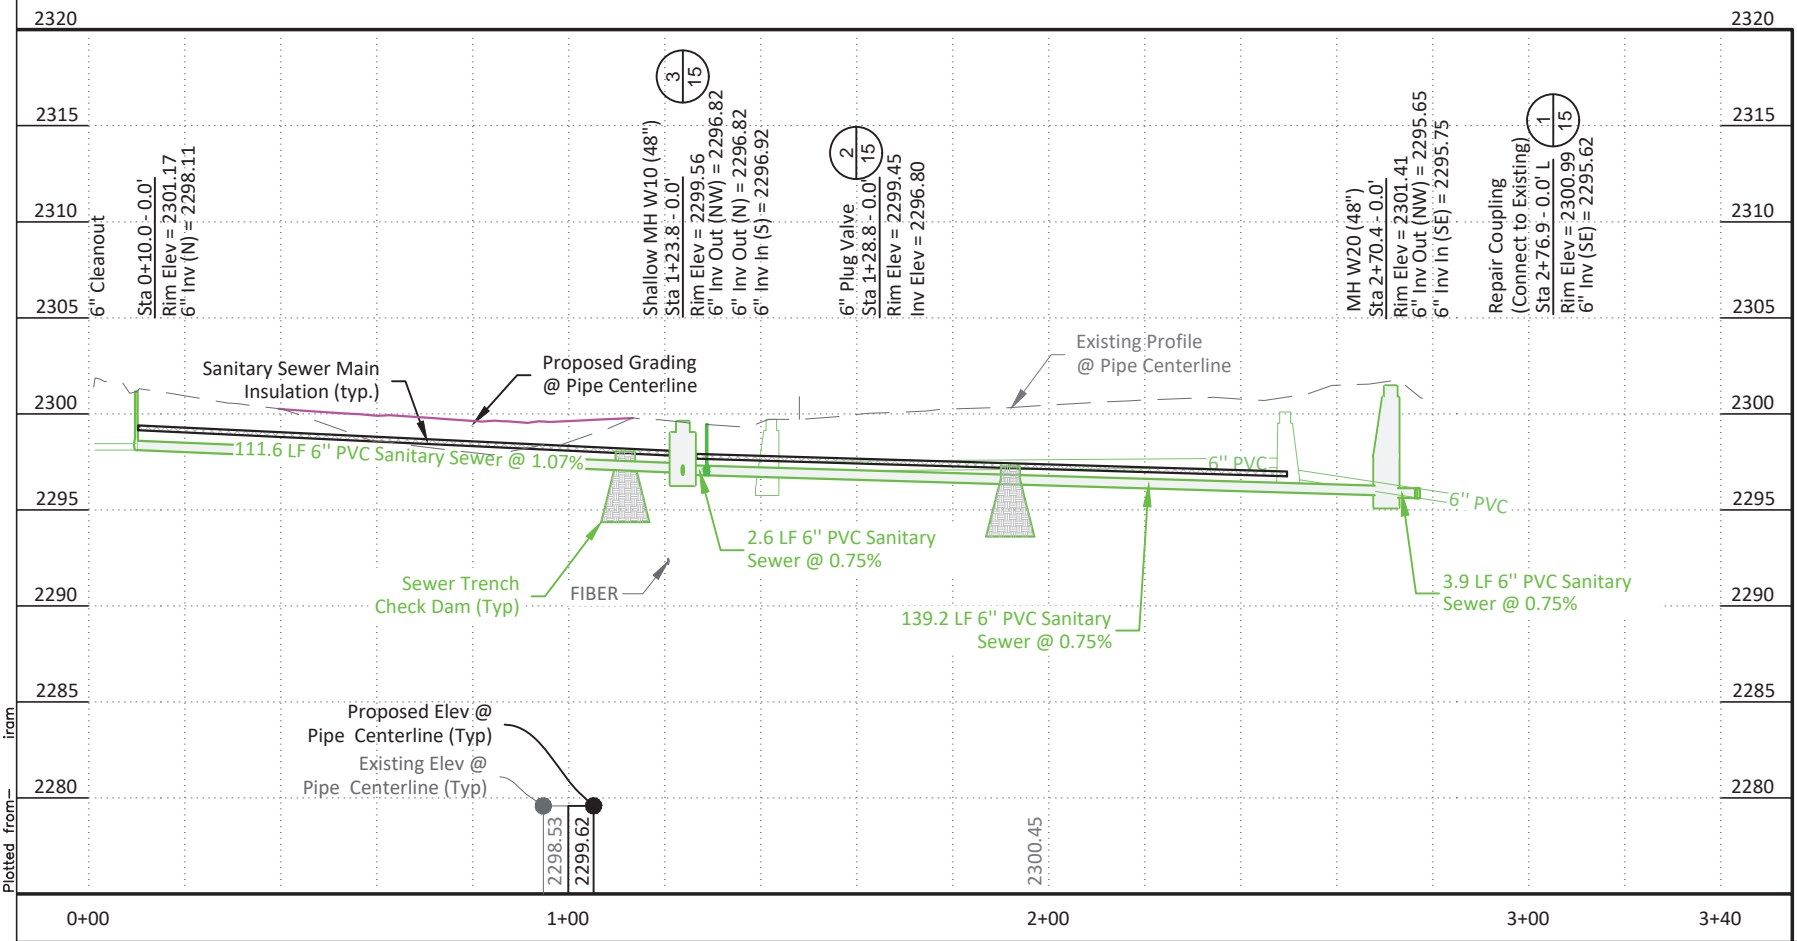 2320
2320
2315
2315
2310
2310
2305
2305
2300
2300
2295
2295
2290
2290
2285
2285
2280
2280
6" Cleanout
Sta 0+10.0 - 0.0'
Rim Elev = 2301.17
6" Inv (N) = 2298.11
3
15
Shallow MH W10 (48")
Sta 1+23.8 - 0.0'
Rim Elev = 2299.56
6" Inv Out (NW) = 2296.82
6" Inv Out (N) = 2296.82
6" Inv In (S) = 2296.92
2
15
6" Plug Valve
Sta 1+28.8 - 0.0'
Rim Elev = 2299.45
Inv Elev = 2296.80
MH W20 (48")
Sta 2+70.4 - 0.0'
Rim Elev = 2301.41
6" Inv Out (NW) = 2295.65
6" Inv In (SE) = 2295.75
1
15
Repair Coupling
(Connect to Existing)
Sta 2+76.9 - 0.0' L
Rim Elev = 2300.99
6" Inv (SE) = 2295.62
Sanitary Sewer Main
Insulation (typ.)
Proposed Grading
@ Pipe Centerline
Existing Profile
@ Pipe Centerline
111.6 LF 6" PVC Sanitary Sewer @ 1.07%
6" PVC
6" PVC
2.6 LF 6" PVC Sanitary
Sewer @ 0.75%
Sewer Trench
Check Dam (Typ)
FIBER
139.2 LF 6" PVC Sanitary
Sewer @ 0.75%
3.9 LF 6" PVC Sanitary
Sewer @ 0.75%
Proposed Elev @
Pipe Centerline (Typ)
Existing Elev @
Pipe Centerline (Typ)
2298.53
2299.62
2300.45
0+00
1+00
2+00
3+00
3+40
Plotted from— iram